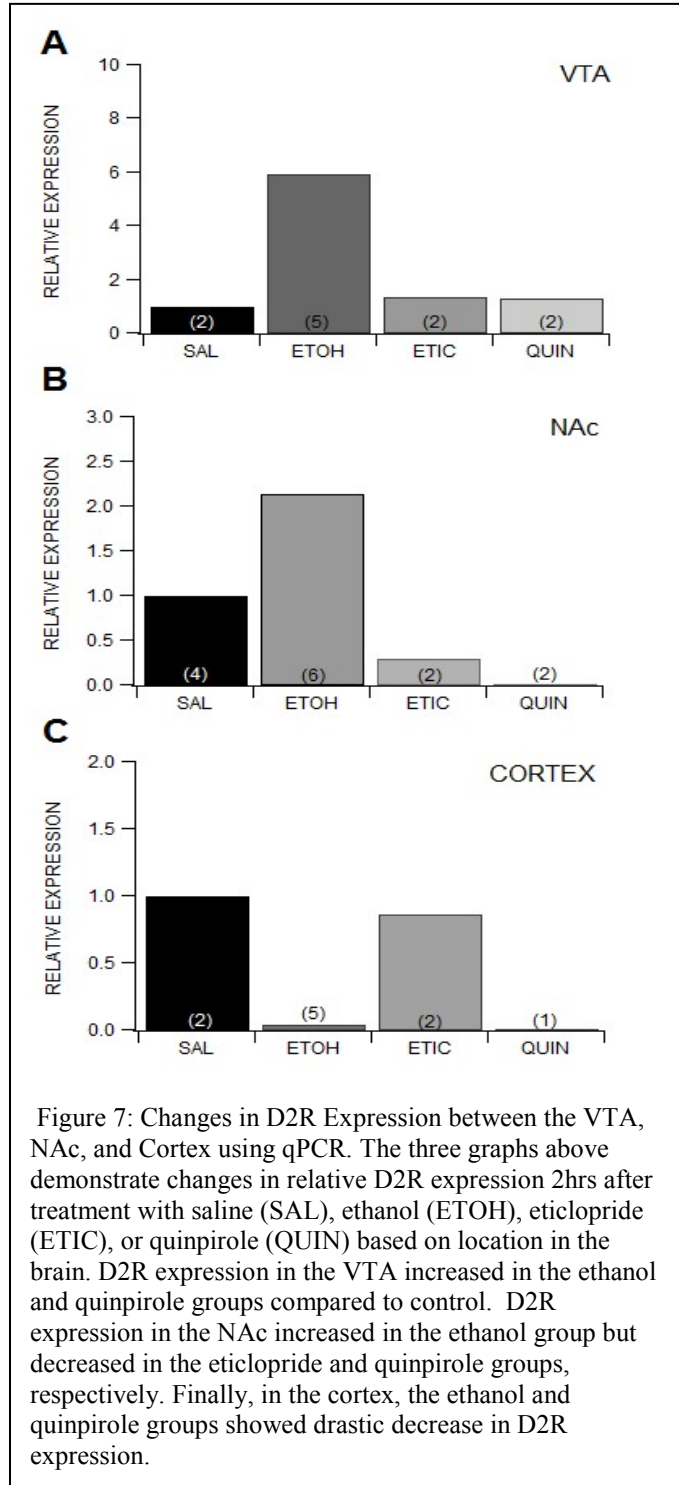 A
VTA
RELATIVE EXPRESSION
10
8
6
4
2
0
(2)
(5)
(2)
(2)
SAL
ETOH
ETIC
QUIN
B
NAc
RELATIVE EXPRESSION
3.0
2.5
2.0
1.5
1.0
0.5
0.0
(4)
(6)
(2)
(2)
SAL
ETOH
ETIC
QUIN
C
CORTEX
RELATIVE EXPRESSION
2.0
1.5
1.0
0.5
0.0
(2)
(5)
(2)
(1)
SAL
ETOH
ETIC
QUIN
Figure 7: Changes in D2R Expression between the VTA,
NAc, and Cortex using qPCR. The three graphs above
demonstrate changes in relative D2R expression 2hrs after
treatment with saline (SAL), ethanol (ETOH), eticlopride
(ETIC), or quinpirole (QUIN) based on location in the
brain. D2R expression in the VTA increased in the ethanol
and quinpirole groups compared to control. D2R
expression in the NAc increased in the ethanol group but
decreased in the eticlopride and quinpirole groups,
respectively. Finally, in the cortex, the ethanol and
quinpirole groups showed drastic decrease in D2R
expression.